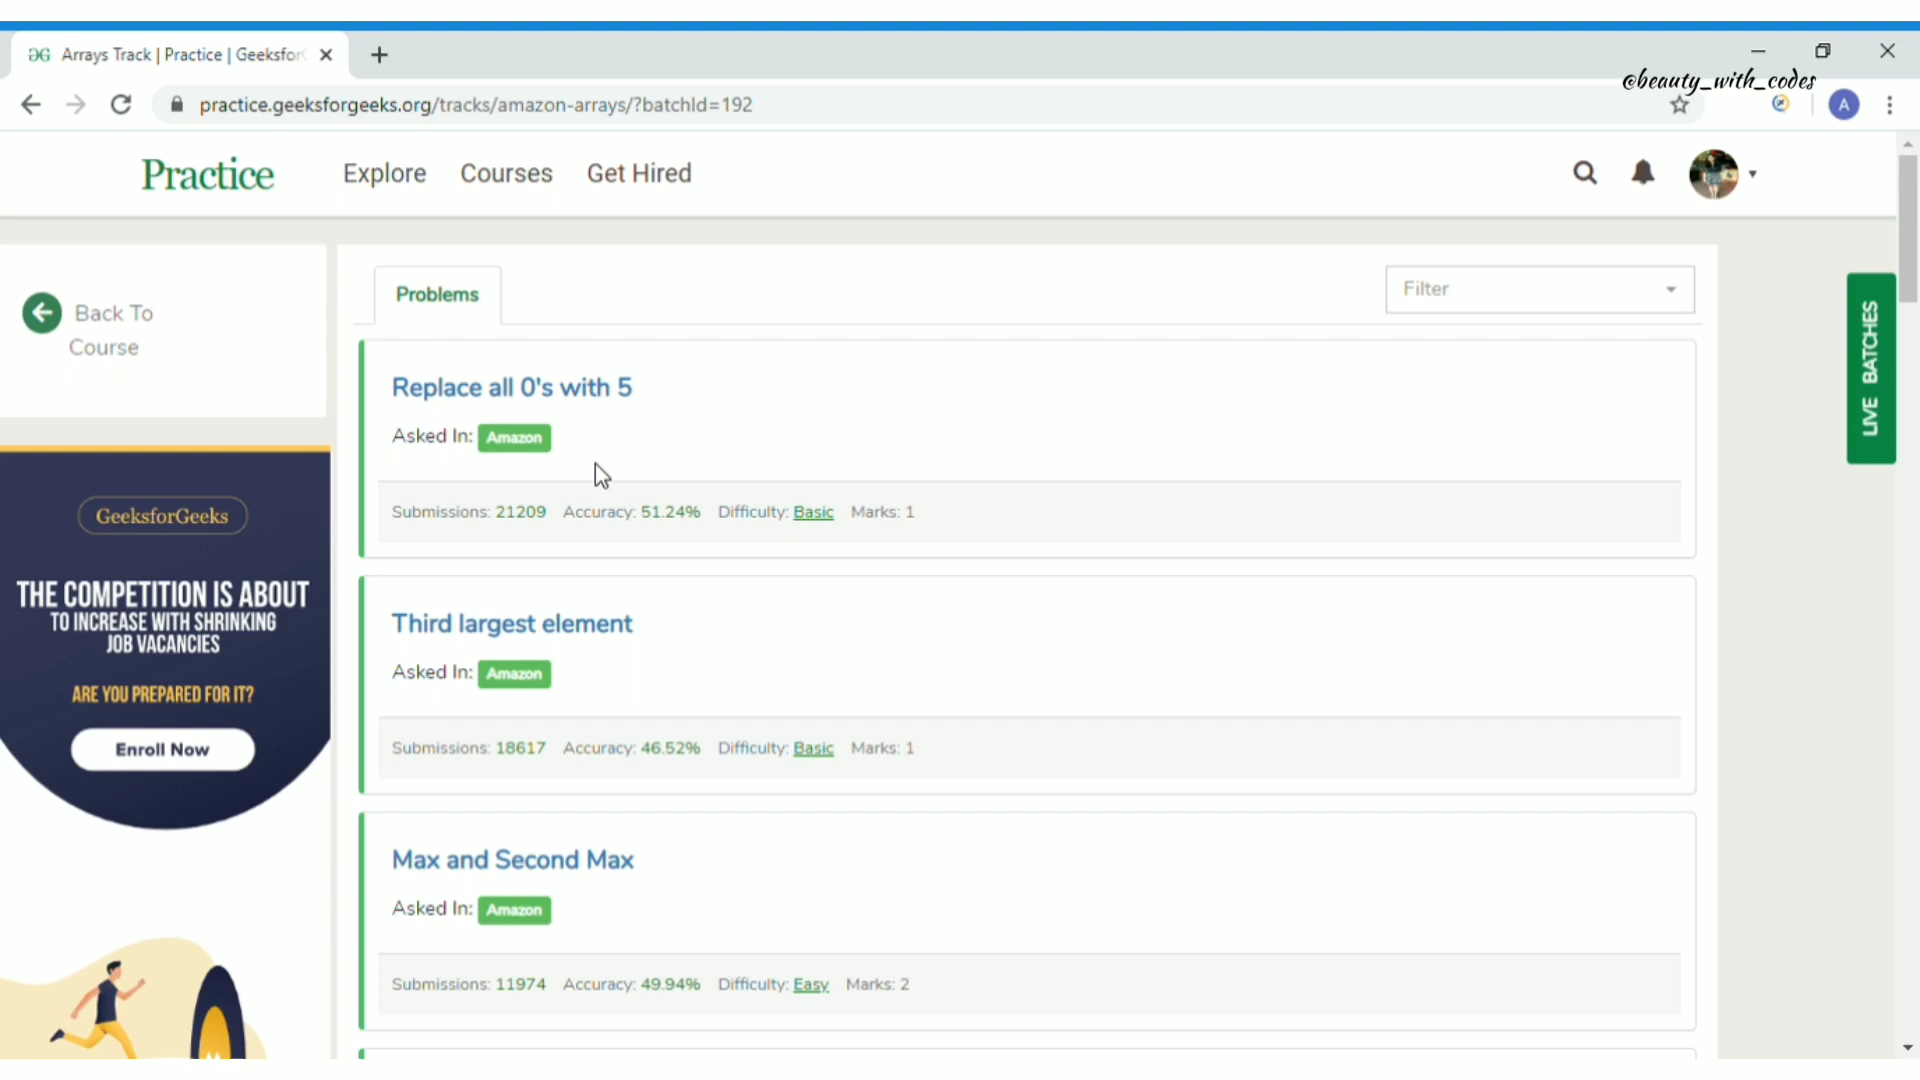 Arrays Track | Practice | Geeksfor
@beauty_with_codes
practice.geeksforgeeks.org/tracks/amazon-arrays/?batchId=192
A
Practice Explore Courses Get Hired
Back To
Course
Problems
Filter
LIVE BATCHES
Replace all 0's with 5
Asked In: Amazon
Submissions: 21209 Accuracy: 51.24% Difficulty: Basic Marks: 1
GeeksforGeeks
THE COMPETITION IS ABOUT
TO INCREASE WITH SHRINKING
JOB VACANCIES
ARE YOU PREPARED FOR IT?
Enroll Now
Third largest element
Asked In: Amazon
Submissions: 18617 Accuracy: 46.52% Difficulty: Basic Marks: 1
Max and Second Max
Asked In: Amazon
Submissions: 11974 Accuracy: 49.94% Difficulty: Easy Marks: 2